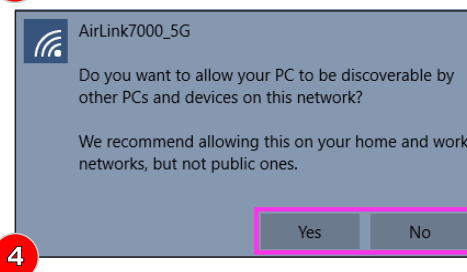 AirLink7000_5G
Do you want to allow your PC to be discoverable by
other PCs and devices on this network?
We recommend allowing this on your home and work
networks, but not public ones.
Yes No
4